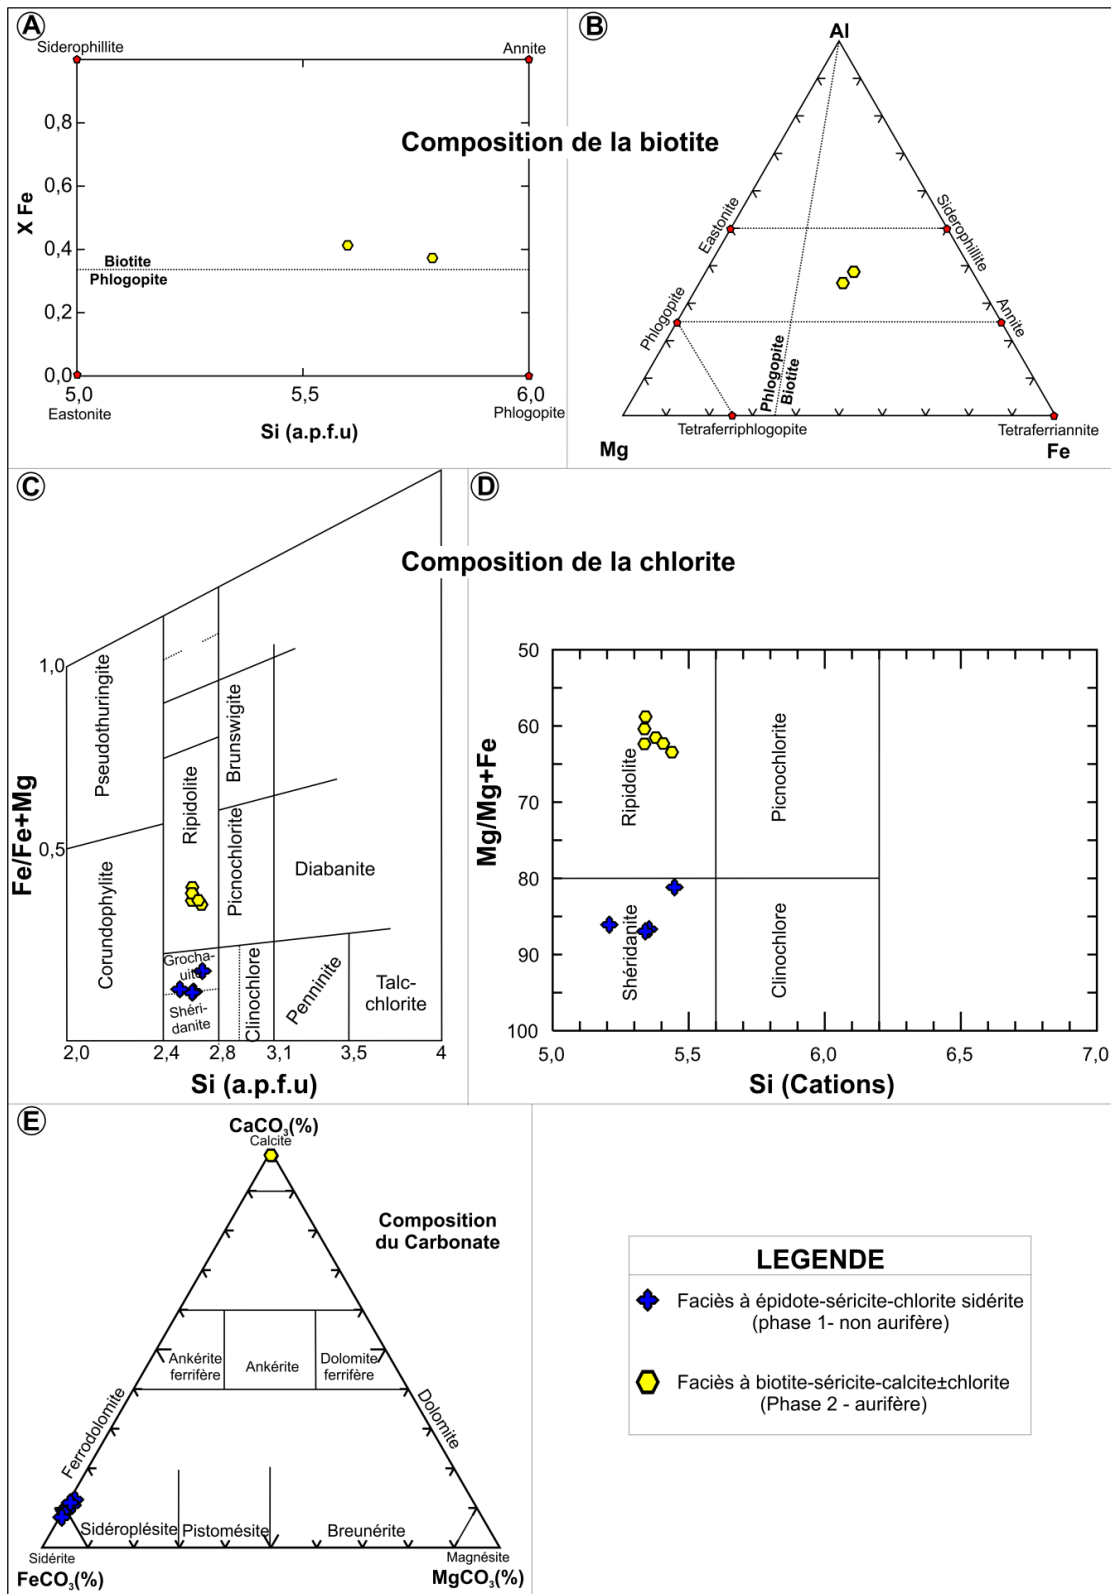 A
Siderophillite
Annite
X Fe
0,8
0,6
0,4
0,2
0,0
Biotite
Phlogopite
5,0
5,5
6,0
Eastonite
Phlogopite
Si (a.p.f.u)
Composition de la biotite
B
Al
Eastonite
Siderophillite
Phlogopite
Annite
Phlogopite
Biotite
Tetraferriphlogopite
Tetraferriannite
Mg
Fe
C
Composition de la chlorite
Fe/Fe+Mg
1,0
0,5
Pseudothuringite
Corundophylite
Ripidolite
Brunswigite
Picnochlorite
Diabanite
Grocha-
uite
Shéri-
danite
Clinochlore
Penninite
Talc-
chlorite
2,0
2,4
2,8
3,1
3,5
4
Si (a.p.f.u)
D
Mg/Mg+Fe
50
60
70
80
90
100
Ripidolite
Picnochlorite
Shéridanite
Clinochlore
5,0
5,5
6,0
6,5
7,0
Si (Cations)
E
CaCO₃(%)
Calcite
Composition
du Carbonate
Ankérite
ferrifère
Ankérite
Dolomite
ferrifère
Ferrodolomite
Dolomite
Sidéroplésite
Pistomésite
Breunérite
Sidérite
Magnésite
FeCO₃(%)
MgCO₃(%)
LEGENDE
Faciès à épidote-séricite-chlorite sidérite
(phase 1- non aurifère)
Faciès à biotite-séricite-calcite±chlorite
(Phase 2 - aurifère)